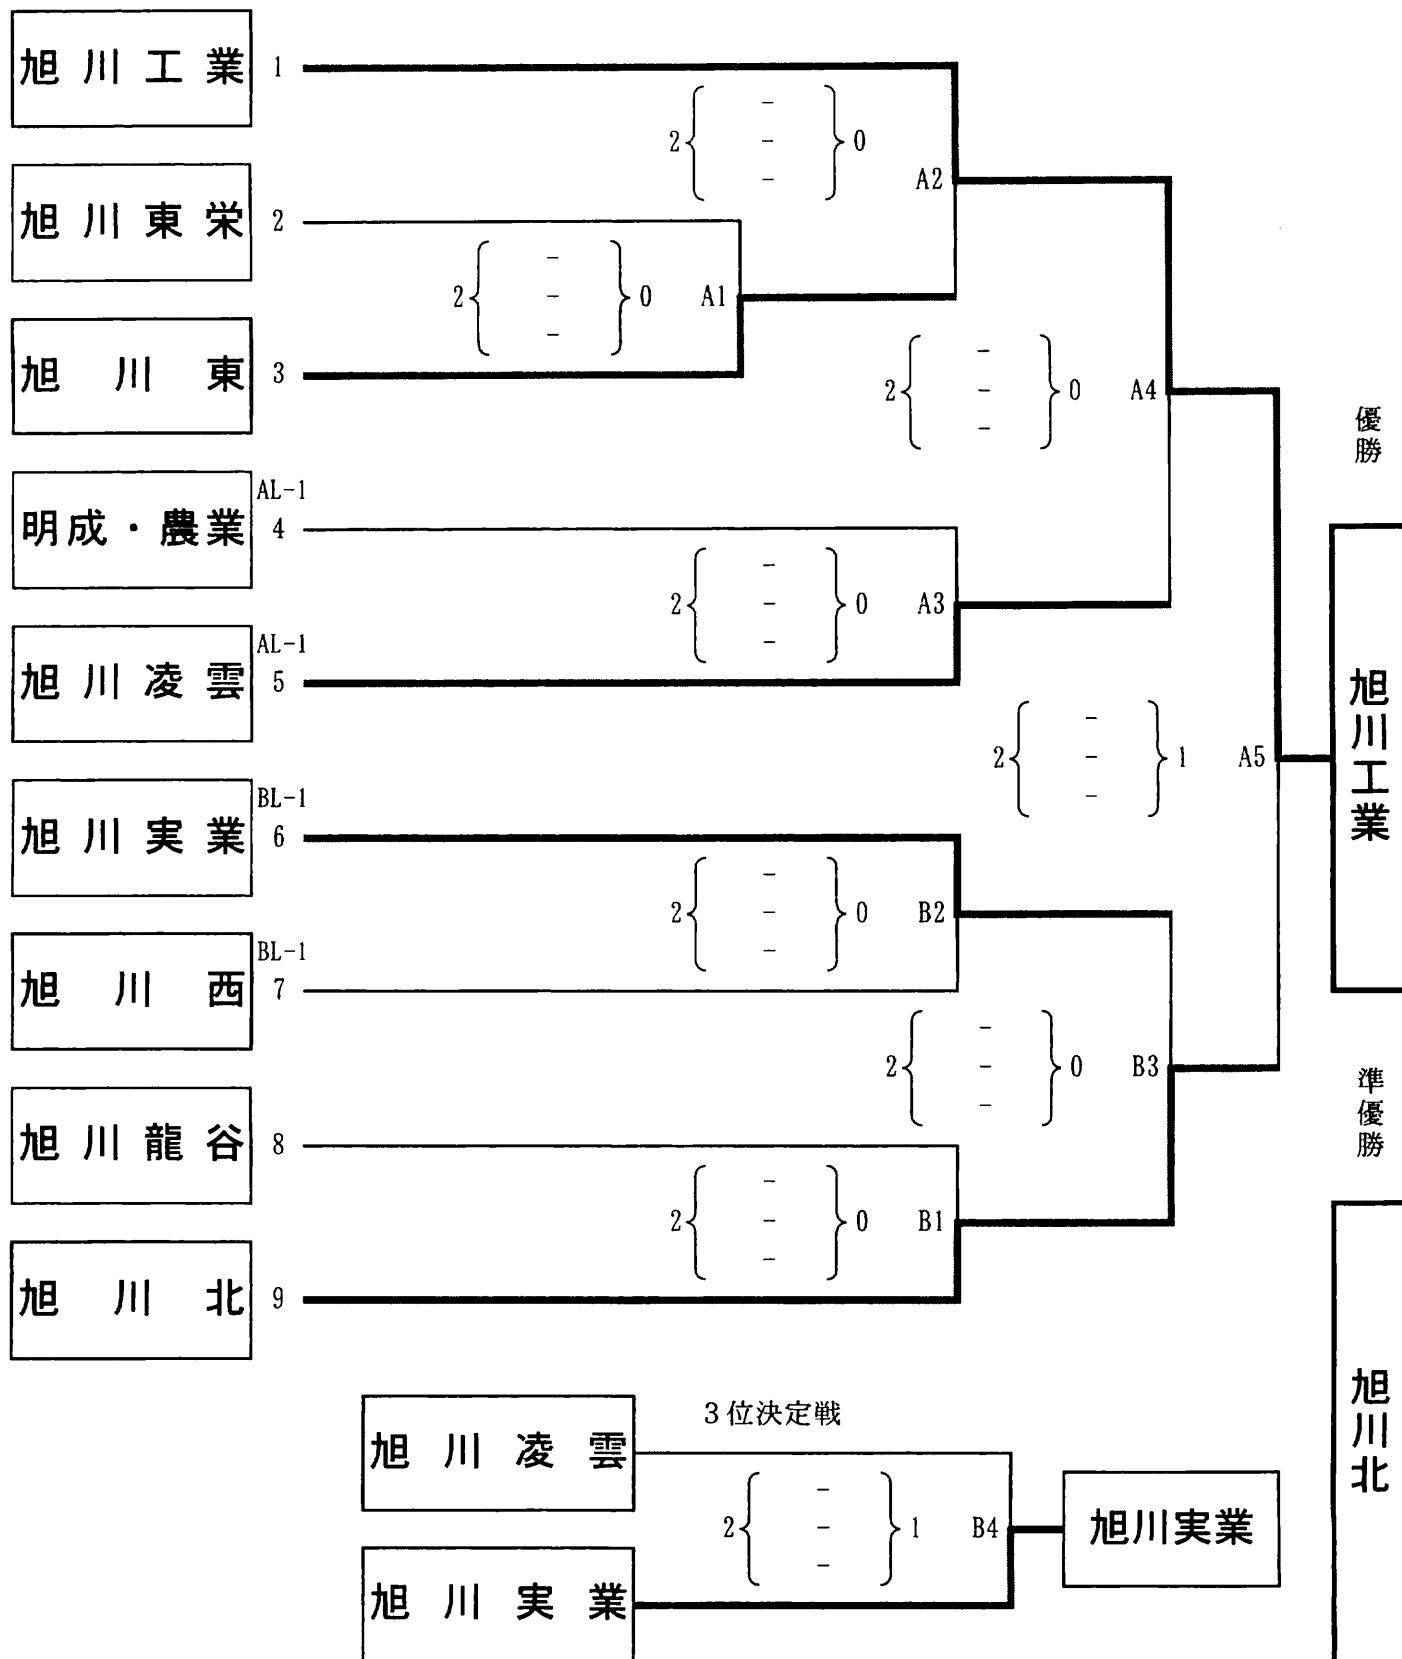 旭川工業 1
2 { - - - } 0 A2
旭川東栄 2
2 { - - - } 0 A1
旭川東 3
2 { - - - } 0 A4
優勝
明成・農業 AL-1 4
2 { - - - } 0 A3
旭川凌雲 AL-1 5
旭川工業
2 { - - - } 1 A5
旭川実業 BL-1 6
2 { - - - } 0 B2
旭川西 BL-1 7
2 { - - - } 0 B3
準優勝
旭川龍谷 8
2 { - - - } 0 B1
旭川北 9
旭川北
3位決定戦
旭川凌雲
2 { - - - } 1 B4
旭川実業
旭川実業